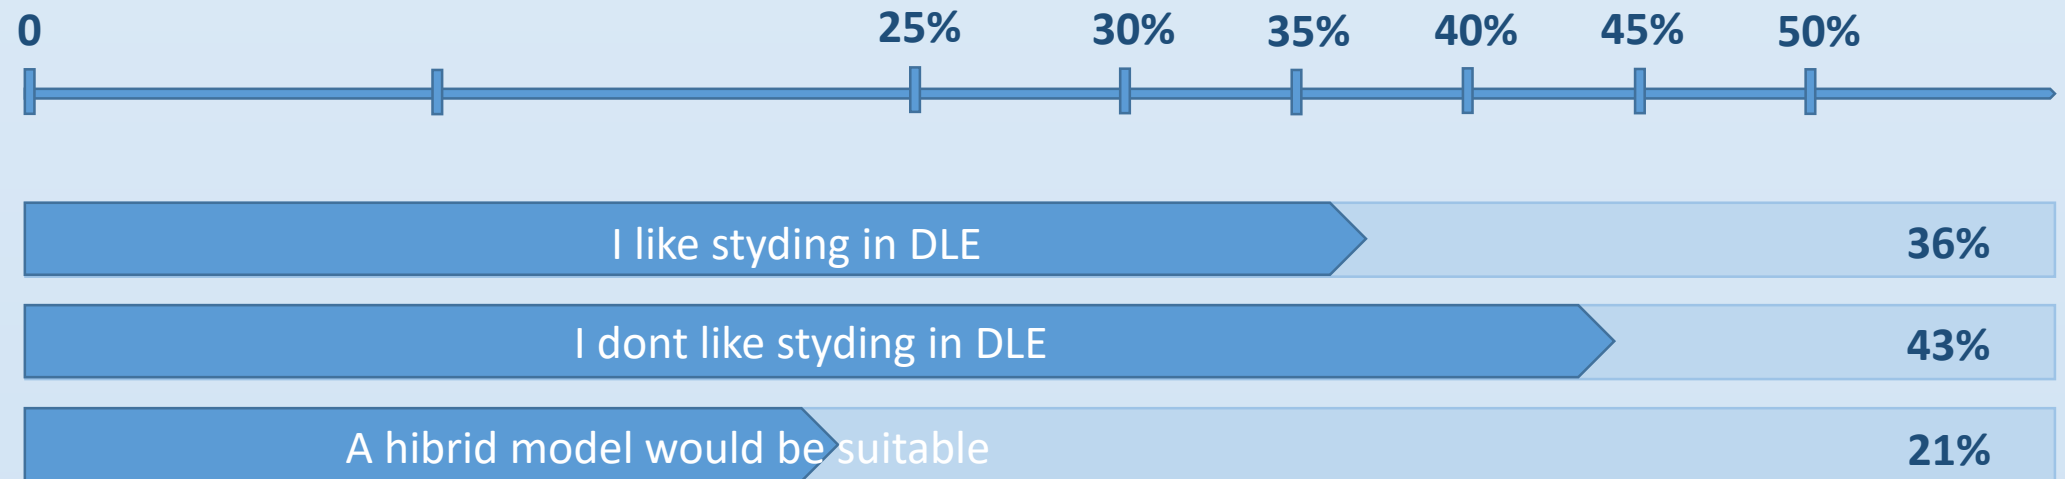 0 25% 30% 35% 40% 45% 50%
I like styding in DLE 36%
I dont like styding in DLE 43%
A hibrid model would be suitable 21%